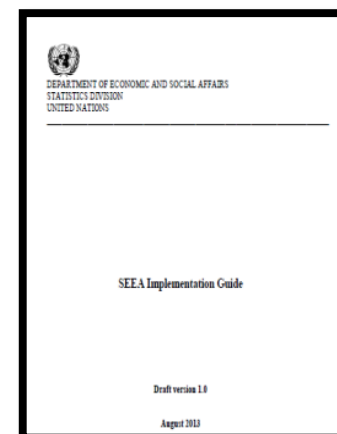 DEPARTMENT OF ECONOMIC AND SOCIAL AFFAIRS
STATISTICS DIVISION
UNITED NATIONS
SEEA Implementation Guide
Draft version 1.0
August 2013